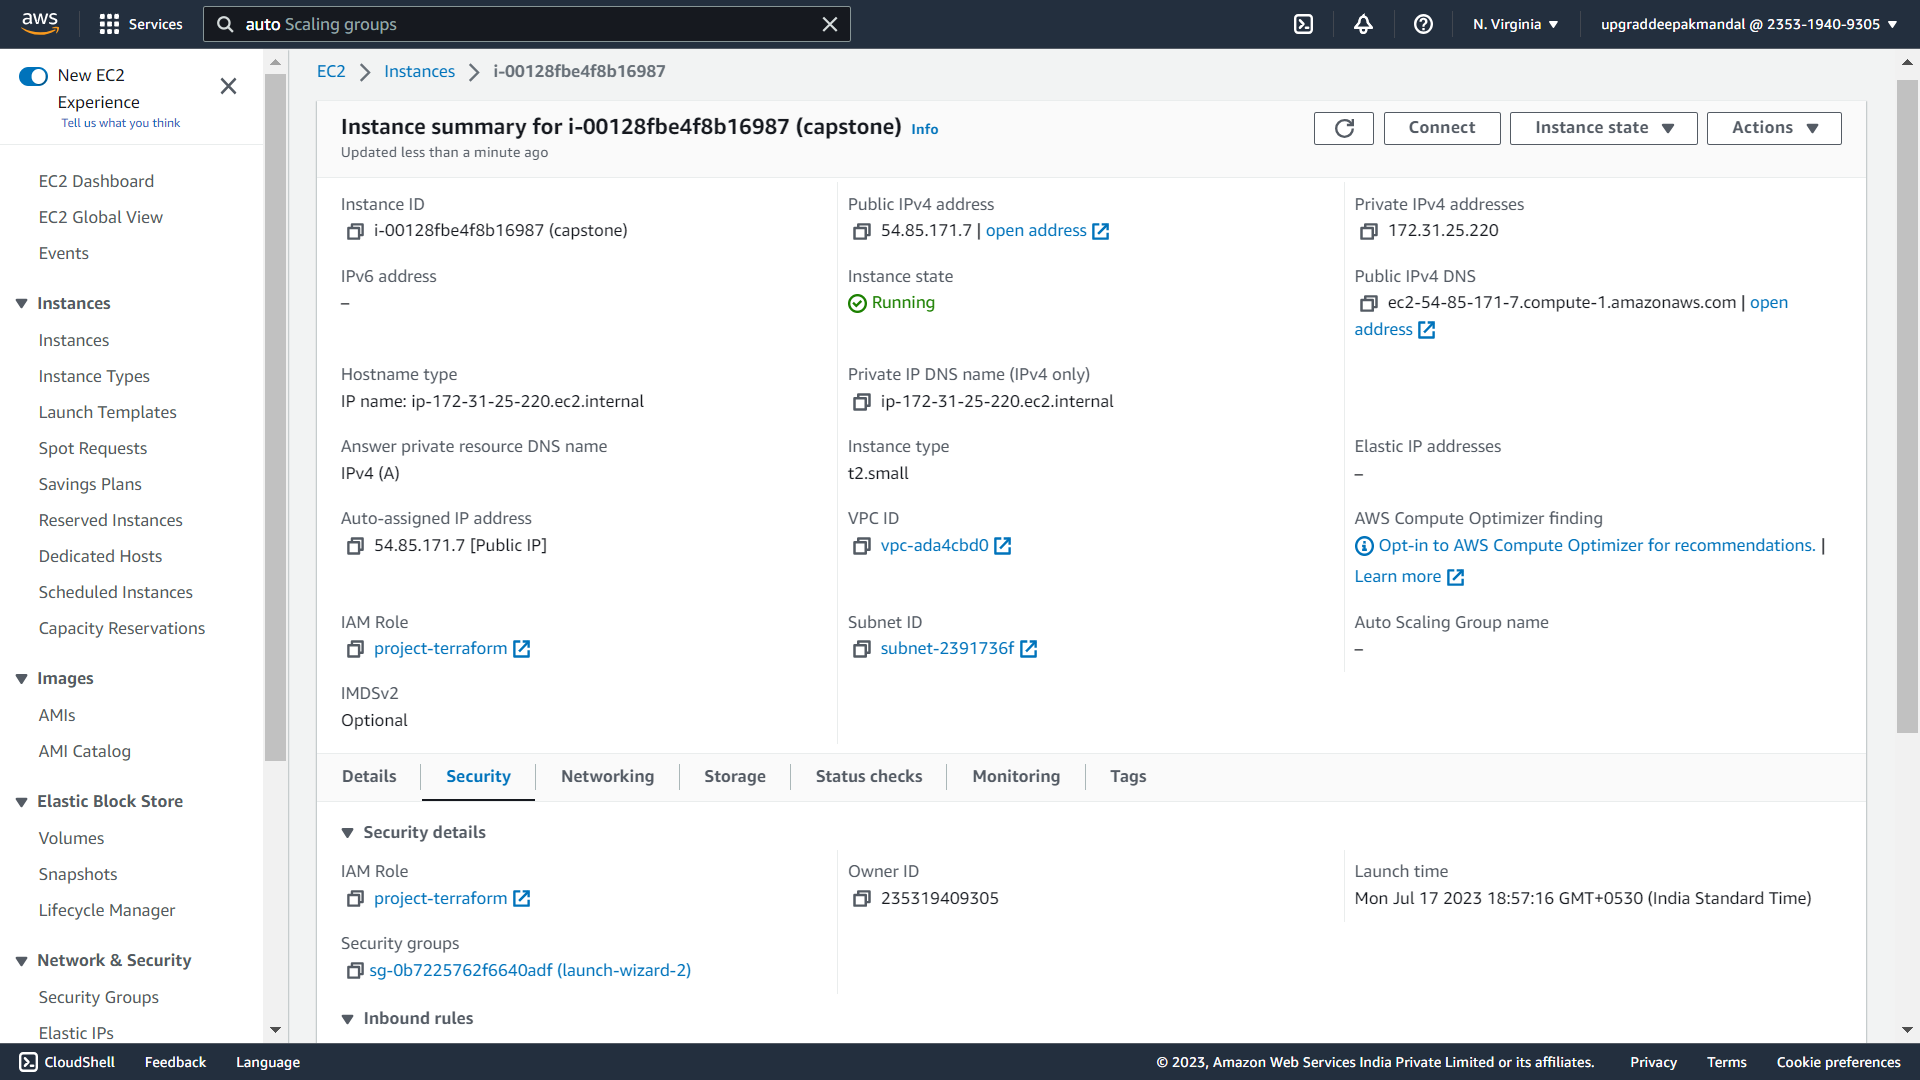 aws
Services
auto Scaling groups
N. Virginia
upgraddeepakmandal @ 2353-1940-9305
New EC2
Experience
Tell us what you think
EC2 Dashboard
EC2 Global View
Events
Instances
Instances
Instance Types
Launch Templates
Spot Requests
Savings Plans
Reserved Instances
Dedicated Hosts
Scheduled Instances
Capacity Reservations
Images
AMIs
AMI Catalog
Elastic Block Store
Volumes
Snapshots
Lifecycle Manager
Network & Security
Security Groups
Elastic IPs
EC2 > Instances > i-00128fbe4f8b16987
Instance summary for i-00128fbe4f8b16987 (capstone) Info
Updated less than a minute ago
Connect
Instance state
Actions
Instance ID
i-00128fbe4f8b16987 (capstone)
Public IPv4 address
54.85.171.7 | open address
Private IPv4 addresses
172.31.25.220
IPv6 address
–
Instance state
Running
Public IPv4 DNS
ec2-54-85-171-7.compute-1.amazonaws.com | open
address
Hostname type
IP name: ip-172-31-25-220.ec2.internal
Private IP DNS name (IPv4 only)
ip-172-31-25-220.ec2.internal
Answer private resource DNS name
IPv4 (A)
Instance type
t2.small
Elastic IP addresses
–
Auto-assigned IP address
54.85.171.7 [Public IP]
VPC ID
vpc-ada4cbd0
AWS Compute Optimizer finding
Opt-in to AWS Compute Optimizer for recommendations. |
Learn more
IAM Role
project-terraform
Subnet ID
subnet-2391736f
Auto Scaling Group name
–
IMDSv2
Optional
Details
Security
Networking
Storage
Status checks
Monitoring
Tags
Security details
IAM Role
project-terraform
Owner ID
235319409305
Launch time
Mon Jul 17 2023 18:57:16 GMT+0530 (India Standard Time)
Security groups
sg-0b7225762f6640adf (launch-wizard-2)
Inbound rules
CloudShell
Feedback
Language
© 2023, Amazon Web Services India Private Limited or its affiliates.
Privacy
Terms
Cookie preferences